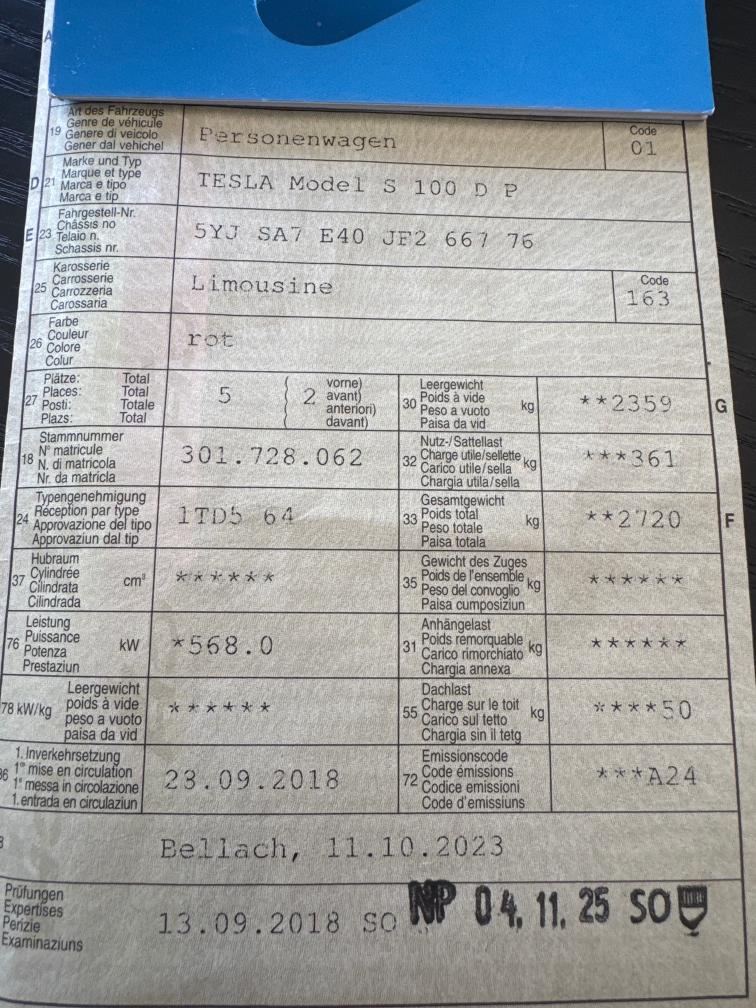 A
19 Art des Fahrzeugs
Genre de véhicule
Genere di veicolo
Gener dal vehichel
Personenwagen
Code
01
D 21 Marke und Typ
Marque et type
Marca e tipo
Marca e tip
TESLA Model S 100 D P
E 23 Fahrgestell-Nr.
Châssis no
Telaio n.
Schassis nr.
5YJ SA7 E40 JF2 667 76
25 Karosserie
Carrosserie
Carrozzeria
Carossaria
Limousine
Code
163
26 Farbe
Couleur
Colore
Colur
rot
27 Plätze: Total
Places: Total
Posti: Totale
Plazs: Total
5 ( 2 vorne)
avant)
anteriori)
davant)
30 Leergewicht
Poids à vide
Peso a vuoto
Paisa da vid
kg
**2359
G
18 Stammnummer
N° matricule
N. di matricola
Nr. da matricla
301.728.062
32 Nutz-/Sattellast
Charge utile/sellette
Carico utile/sella
Chargia utila/sella
kg
***361
24 Typengenehmigung
Réception par type
Approvazione del tipo
Approvaziun dal tip
1TD5 64
33 Gesamtgewicht
Poids total
Peso totale
Paisa totala
kg
**2720
F
37 Hubraum
Cylindrée
Cilindrata
Cilindrada
cm³
******
35 Gewicht des Zuges
Poids de l'ensemble
Peso del convoglio
Paisa cumposiziun
kg
******
76 Leistung
Puissance
Potenza
Prestaziun
kW
*568.0
31 Anhängelast
Poids remorquable
Carico rimorchiato
Chargia annexa
kg
******
78 kW/kg Leergewicht
poids à vide
peso a vuoto
paisa da vid
******
55 Dachlast
Charge sur le toit
Carico sul tetto
Chargia sin il tetg
kg
****50
36 1. Inverkehrsetzung
1re mise en circulation
1a messa in circolazione
1. entrada en circulaziun
23.09.2018
72 Emissionscode
Code émissions
Codice emissioni
Code d'emissiuns
***A24
Bellach, 11.10.2023
Prüfungen
Expertises
Perizie
Examinaziuns
13.09.2018 SO NP 04. 11. 25 SO